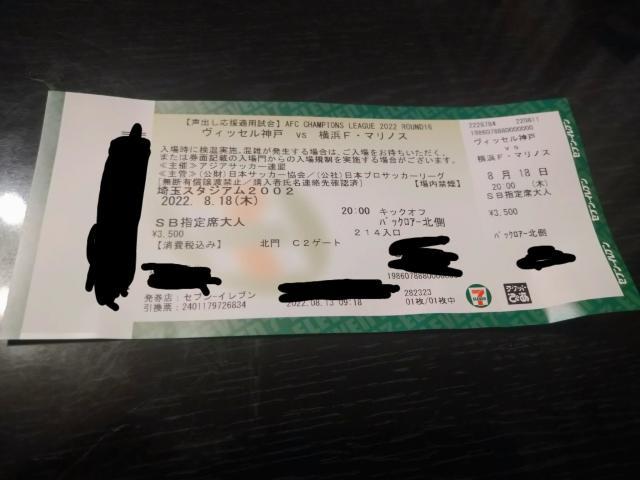 【声出し応援適用試合】AFC CHAMPIONS LEAGUE 2022 ROUND16
ヴィッセル神戸 vs 横浜F・マリノス
入場時に検温実施。混雑が発生する場合は、ご入場をお待ちいただく、
または券面記載の入場門からの入場規制を実施する場合がございます。
≪主催≫アジアサッカー連盟
≪主管≫(公財)日本サッカー協会/(公社)日本プロサッカーリーグ
【無断有償譲渡禁止/購入者氏名連絡先確認済】 【場内禁煙】
埼玉スタジアム2002
2022. 8.18(木) 20:00 キックオフ
SB指定席大人 バックロアー北側
¥3,500 214入口
【消費税込み】 北門 C2ゲート
発券店:セブン-イレブン
引換票:2401179726834
2022.08.13 09:18
282323
01枚/01枚中
7
ELEVEN
チケットぴあ
2226784 220811
1986078880000000
ヴィッセル神戸
vs
横浜F・マリノス
8月18日
20:00 (木)
SB指定席大人
¥3,500
バックロアー北側